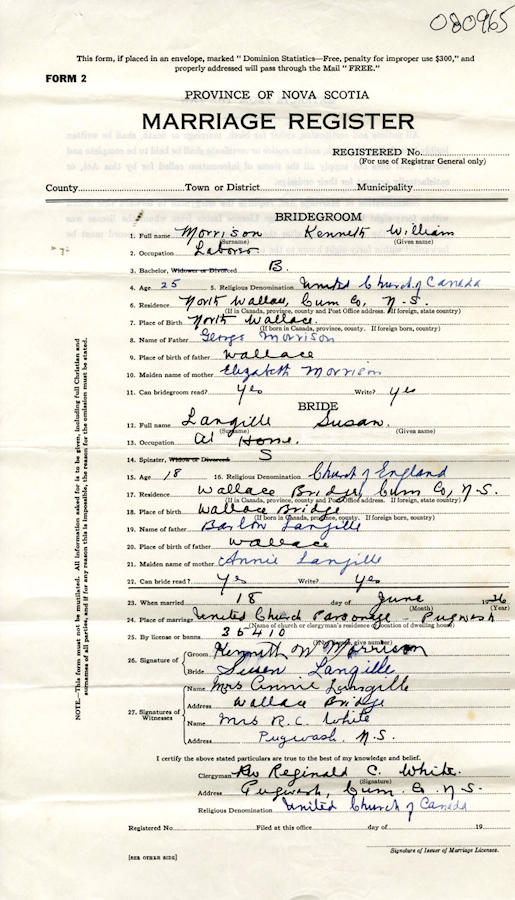 080965
This form, if placed in an envelope, marked "Dominion Statistics—Free, penalty for improper use $300," and
properly addressed will pass through the Mail "FREE."
FORM 2
PROVINCE OF NOVA SCOTIA
MARRIAGE REGISTER
REGISTERED No.
(For use of Registrar General only)
County Town or District Municipality
BRIDEGROOM
1. Full name Morrison Kenneth William
(Surname) (Given name)
2. Occupation Laborer
3. Bachelor, Widower or Divorced B.
4. Age 25 5. Religious Denomination United Church of Canada
6. Residence North Wallace, Cum Co, N.S.
(If in Canada, province, county and Post Office address. If foreign, state country)
7. Place of Birth North Wallace.
(If born in Canada, province, county. If foreign born, country)
8. Name of Father George Morrison
9. Place of birth of father Wallace
10. Maiden name of mother Elizabeth Morrison
11. Can bridegroom read? Yes Write? Yes
BRIDE
12. Full name Langille Susan.
(Surname) (Given name)
13. Occupation At Home.
14. Spinster, Widow or Divorced S
15. Age 18 16. Religious Denomination Church of England
17. Residence Wallace Bridge, Cum Co, N.S.
(If in Canada, province, county and Post Office address. If foreign, state country)
18. Place of birth Wallace Bridge
(If born in Canada, province, county. If foreign born, country)
19. Name of father Langille
20. Place of birth of father Wallace
21. Maiden name of mother Annie Langille
22. Can bride read? Yes Write? Yes
23. When married 18 day of June 1936
(Month) (Year)
24. Place of marriage United Church Parsonage - Pugwash
(Name of church or clergyman's residence or location of dwelling house)
25. By license or banns 35410
(If license, give number)
26. Signature of Groom Kenneth W Morrison
Bride Susan Langille
27. Signatures of Witnesses
Name Mrs Annie Langille
Address Wallace Bridge
Name Mrs R.C. White
Address Pugwash N.S.
I certify the above stated particulars are true to the best of my knowledge and belief.
Clergyman Rev Reginald C. White.
(Signature)
Address Pugwash, Cum. Co. N.S.
Religious Denomination United Church of Canada
Registered No. Filed at this office day of 19
Signature of Issuer of Marriage Licenses.
[SEE OTHER SIDE]
NOTE.—This form must not be mutilated. All information asked for is to be given, including full Christian and
surnames of all parties, and if for any reason this is impossible, the reason for the omission must be stated.